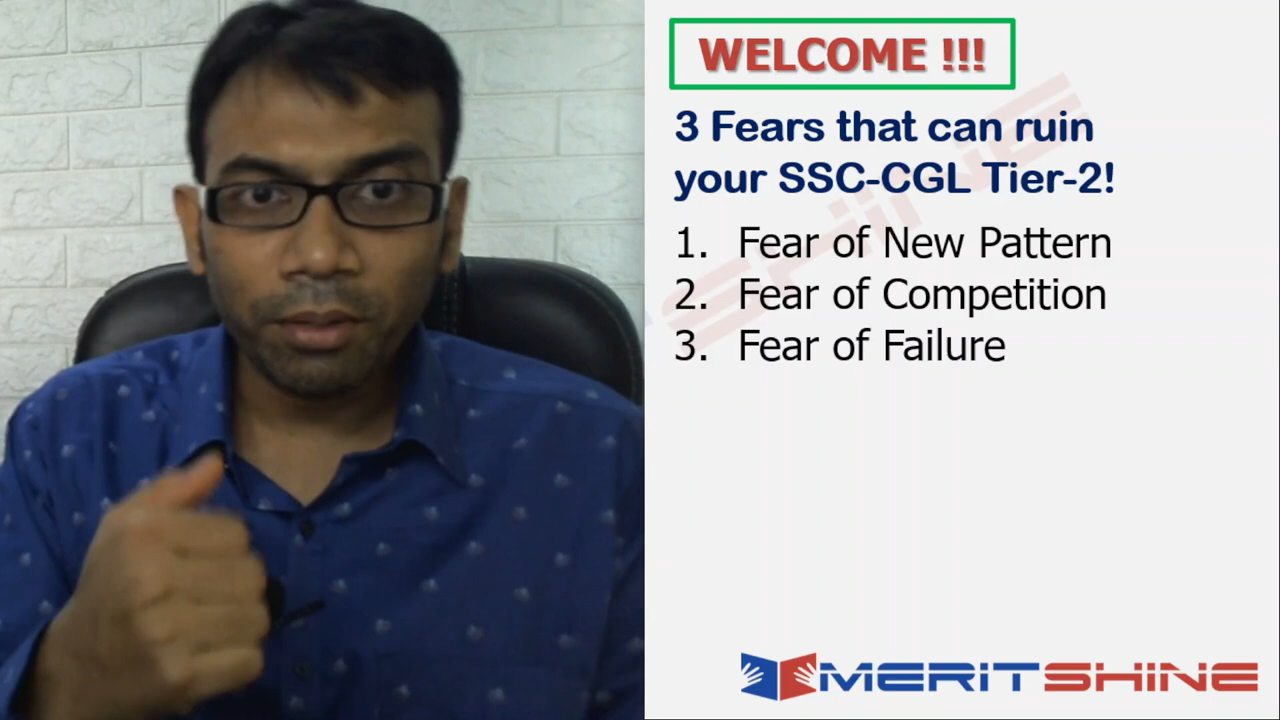 WELCOME !!!
3 Fears that can ruin
your SSC-CGL Tier-2!
1. Fear of New Pattern
2. Fear of Competition
3. Fear of Failure
MERITSHINE